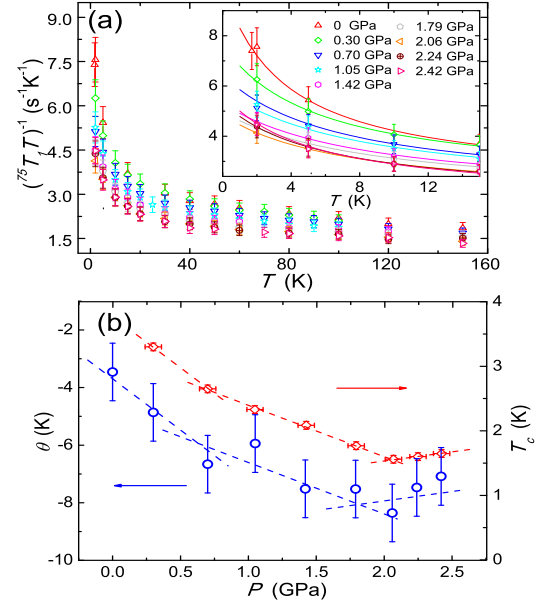 (a)
9.0
7.5
6.0
4.5
3.0
1.5
(⁷⁵T₁T)⁻¹ (s⁻¹K⁻¹)
0 20 40 60 80 100 120 140 160
T (K)
8
6
4
0 4 8 12
T (K)
0 GPa
0.30 GPa
0.70 GPa
1.05 GPa
1.42 GPa
1.79 GPa
2.06 GPa
2.24 GPa
2.42 GPa
(b)
-2
-4
-6
-8
-10
θ (K)
4
3
2
1
0
T_c (K)
0.0 0.5 1.0 1.5 2.0 2.5
P (GPa)